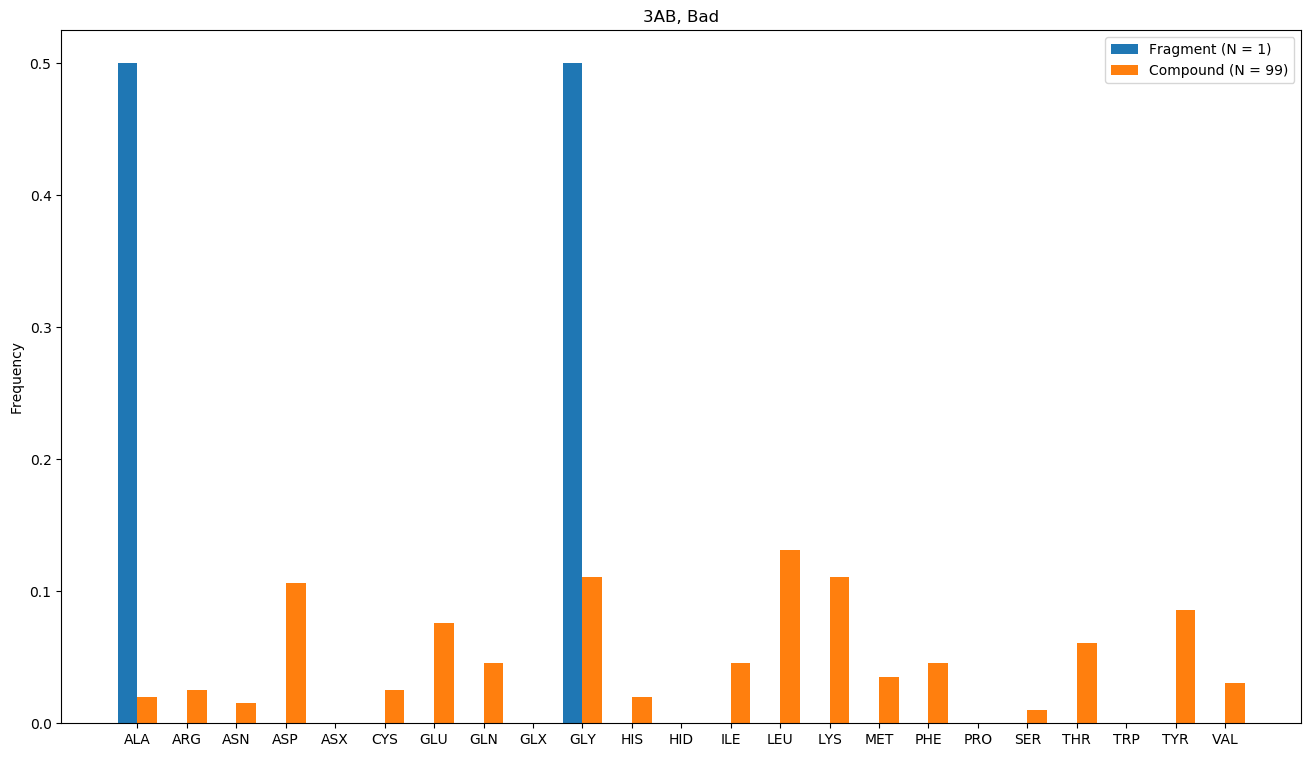 3AB, Bad
Fragment (N = 1)
Compound (N = 99)
0.5
0.4
0.3
0.2
0.1
0.0
Frequency
ALA ARG ASN ASP ASX CYS GLU GLN GLX GLY HIS HID ILE LEU LYS MET PHE PRO SER THR TRP TYR VAL